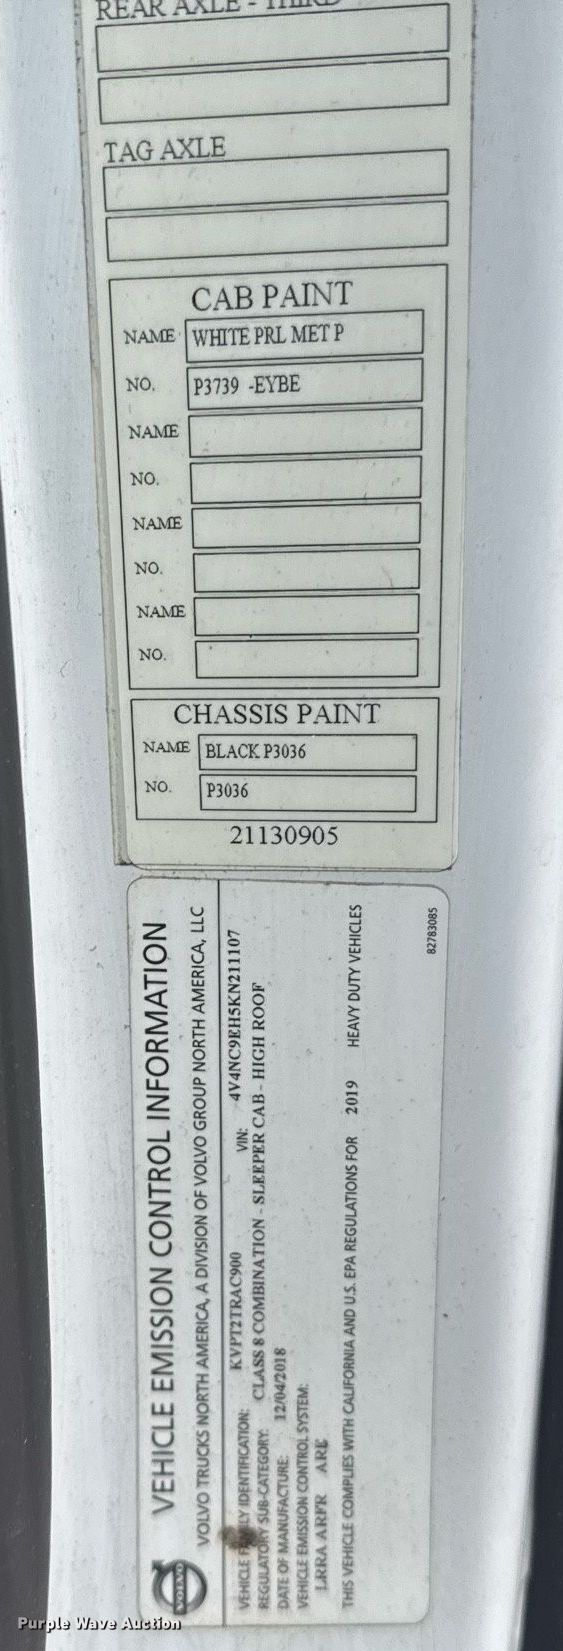 REAR AXLE - THIRD
TAG AXLE
CAB PAINT
NAME WHITE PRL MET P
NO. P3739 -EYBE
NAME
NO.
NAME
NO.
NAME
NO.
CHASSIS PAINT
NAME BLACK P3036
NO. P3036
21130905
VEHICLE EMISSION CONTROL INFORMATION
VOLVO TRUCKS NORTH AMERICA, A DIVISION OF VOLVO GROUP NORTH AMERICA, LLC
VEHICLE FAMILY IDENTIFICATION: KVPT2TRAC900 VIN: 4V4NC9EH5KN211107
REGULATORY SUB-CATEGORY: CLASS 8 COMBINATION - SLEEPER CAB - HIGH ROOF
DATE OF MANUFACTURE: 12/04/2018
VEHICLE EMISSION CONTROL SYSTEM:
LRRA ARFR ARE
THIS VEHICLE COMPLIES WITH CALIFORNIA AND U.S. EPA REGULATIONS FOR 2019 HEAVY DUTY VEHICLES
82783085
VOLVO
Purple Wave Auction